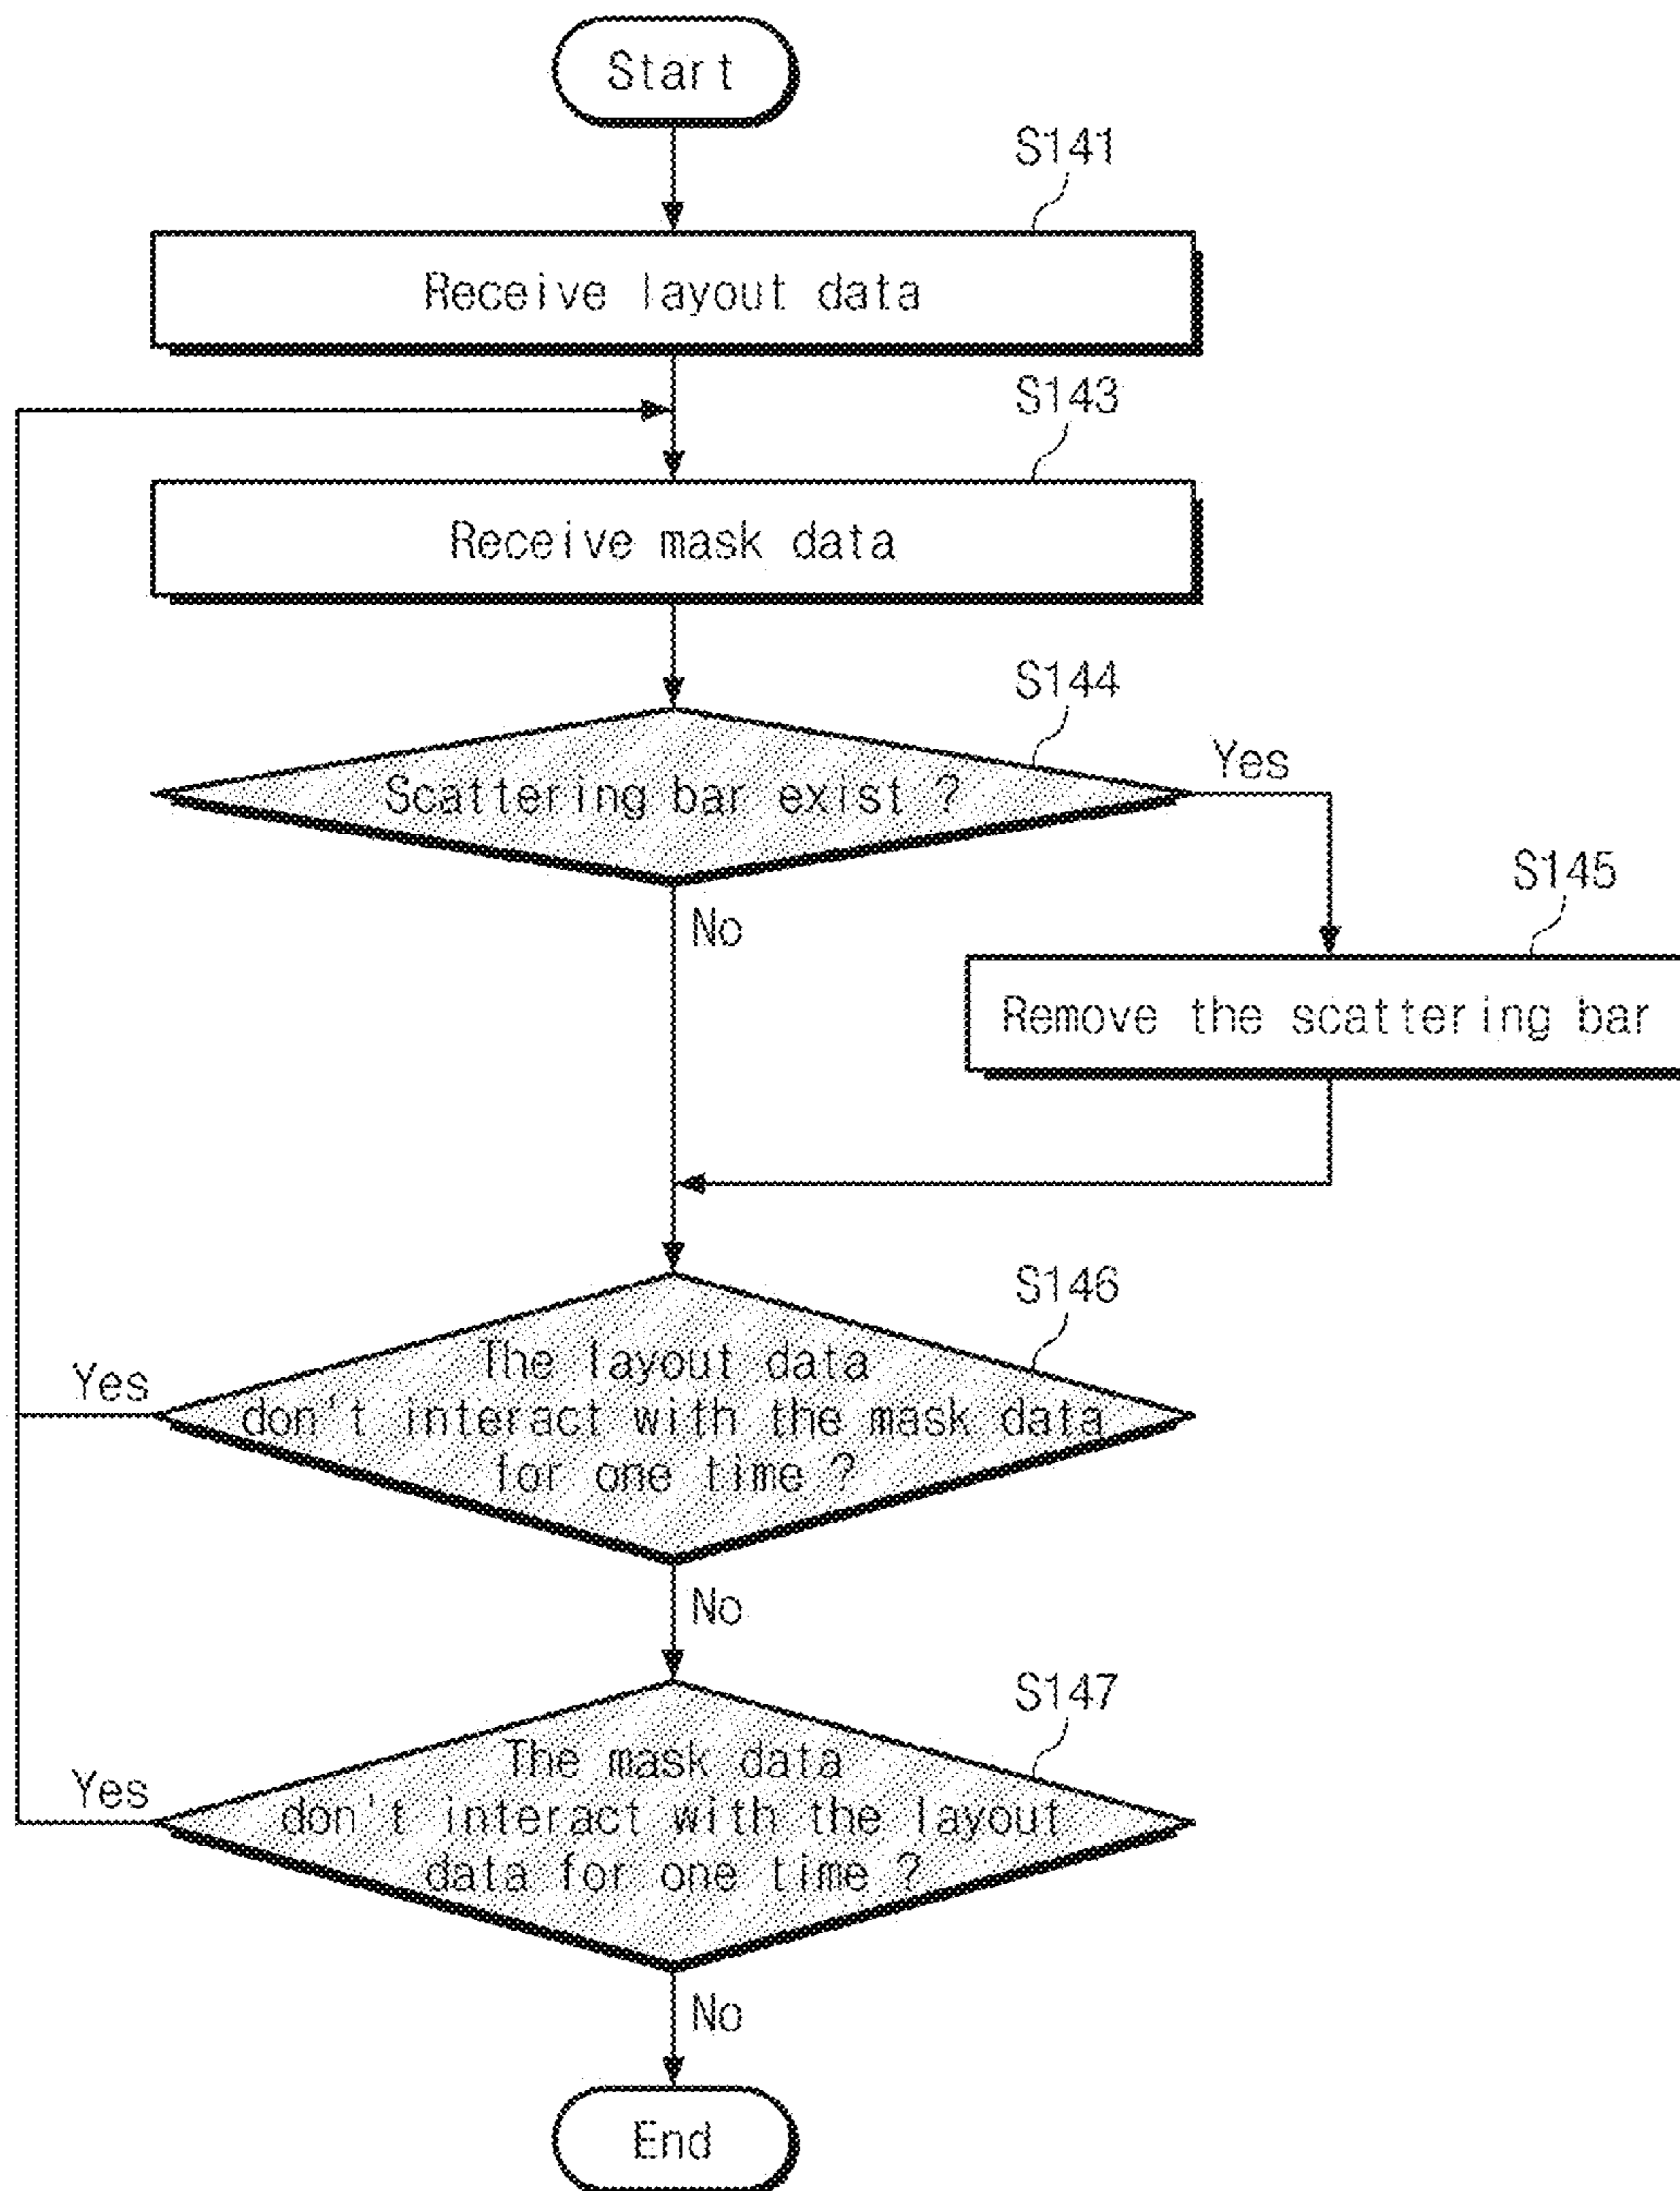 Start
S141
Receive layout data
S143
Receive mask data
S144
Scattering bar exist ?
Yes
No
S145
Remove the scattering bar
S146
The layout data
don't interact with the mask data
for one time ?
Yes
No
S147
The mask data
don't interact with the layout
data for one time ?
Yes
No
End